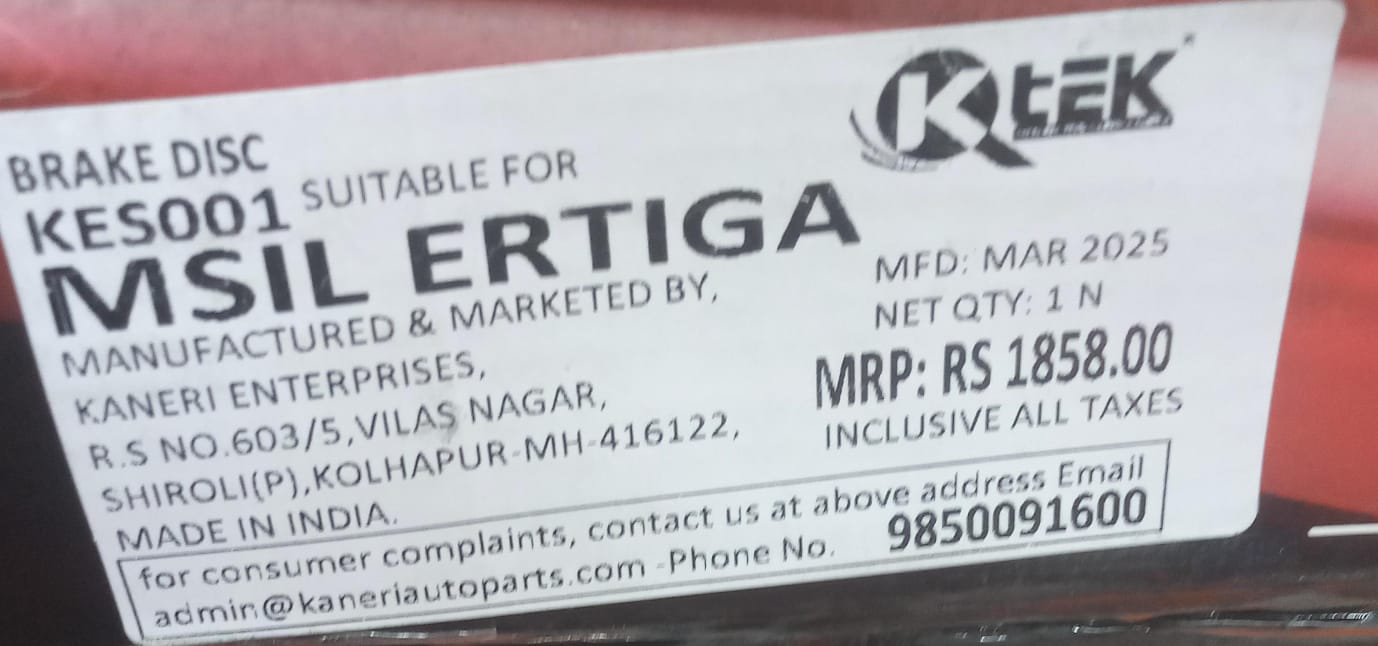 Ktek
BRAKE DISC
KES001 SUITABLE FOR
MSIL ERTIGA
MANUFACTURED & MARKETED BY,
KANERI ENTERPRISES,
R.S NO.603/5,VILAS NAGAR,
SHIROLI(P),KOLHAPUR-MH-416122,
MADE IN INDIA.
MFD: MAR 2025
NET QTY: 1 N
MRP: RS 1858.00
INCLUSIVE ALL TAXES
for consumer complaints, contact us at above address Email
admin@kaneriautoparts.com -Phone No. 9850091600